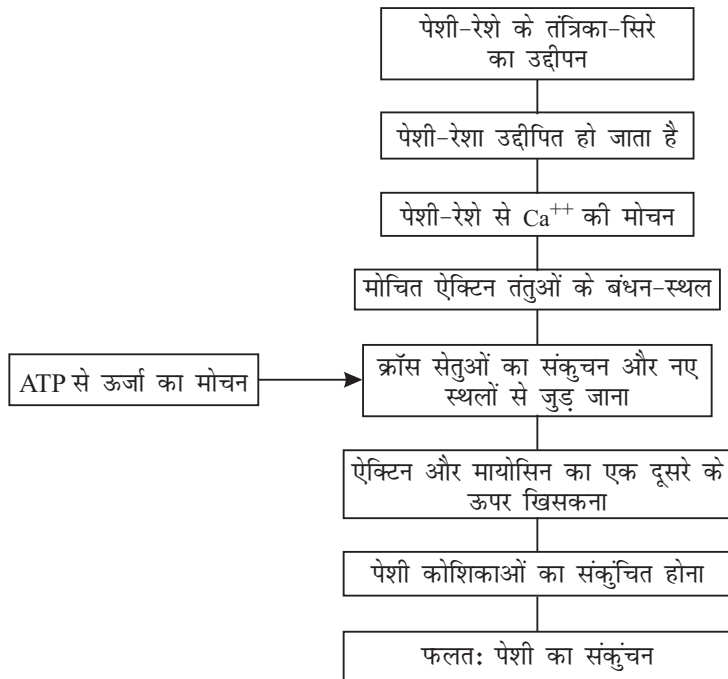 पेशी-रेशे के तंत्रिका-सिरे
का उद्दीपन
पेशी-रेशा उद्दीपित हो जाता है
पेशी-रेशे से Ca++ की मोचन
मोचित ऐक्टिन तंतुओं के बंधन-स्थल
ATP से ऊर्जा का मोचन
क्रॉस सेतुओं का संकुचन और नए
स्थलों से जुड़ जाना
ऐक्टिन और मायोसिन का एक दूसरे के
ऊपर खिसकना
पेशी कोशिकाओं का संकुंचित होना
फलत: पेशी का संकुंचन